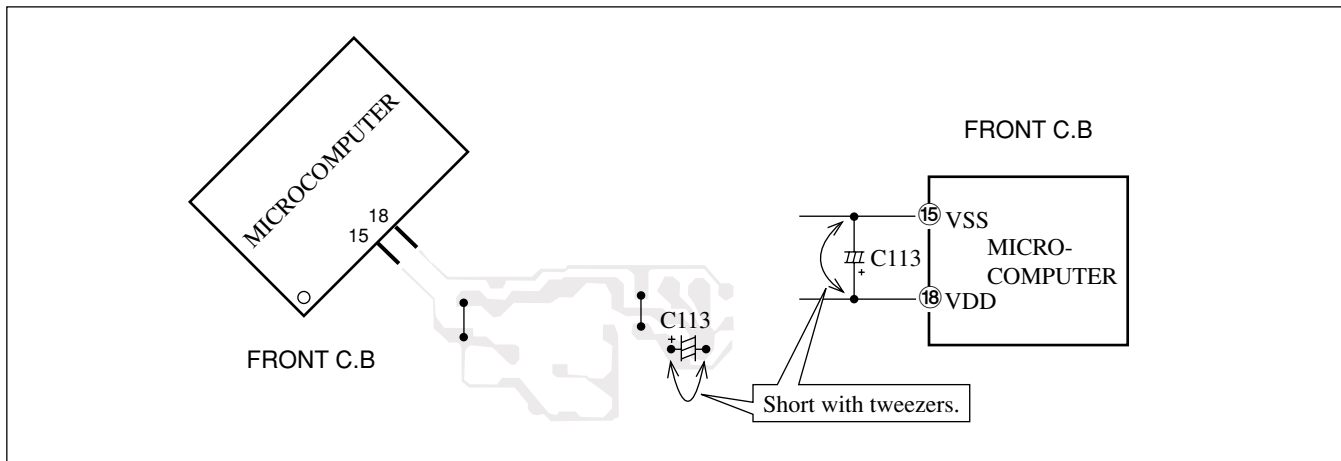 MICROCOMPUTER
18
15
FRONT C.B
C113
+
FRONT C.B
15 VSS
C113
+
MICRO-
COMPUTER
18 VDD
Short with tweezers.